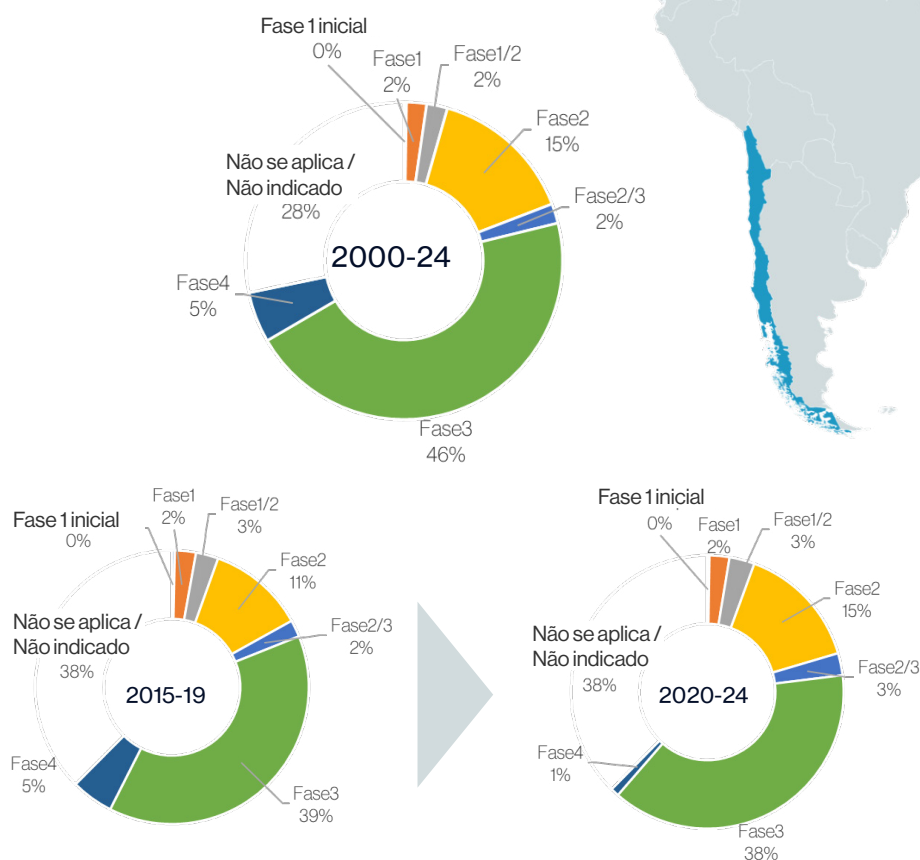 Fase 1 inicial
0%
Fase1
2%
Fase1/2
2%
Fase2
15%
Fase2/3
2%
Não se aplica /
Não indicado
28%
2000-24
Fase4
5%
Fase3
46%
Fase 1 inicial
0%
Fase1
2%
Fase1/2
3%
Fase2
11%
Fase2/3
2%
Não se aplica /
Não indicado
38%
2015-19
Fase4
5%
Fase3
39%
Fase 1 inicial
0%
Fase1
2%
Fase1/2
3%
Fase2
15%
Fase2/3
3%
Não se aplica /
Não indicado
38%
2020-24
Fase4
1%
Fase3
38%